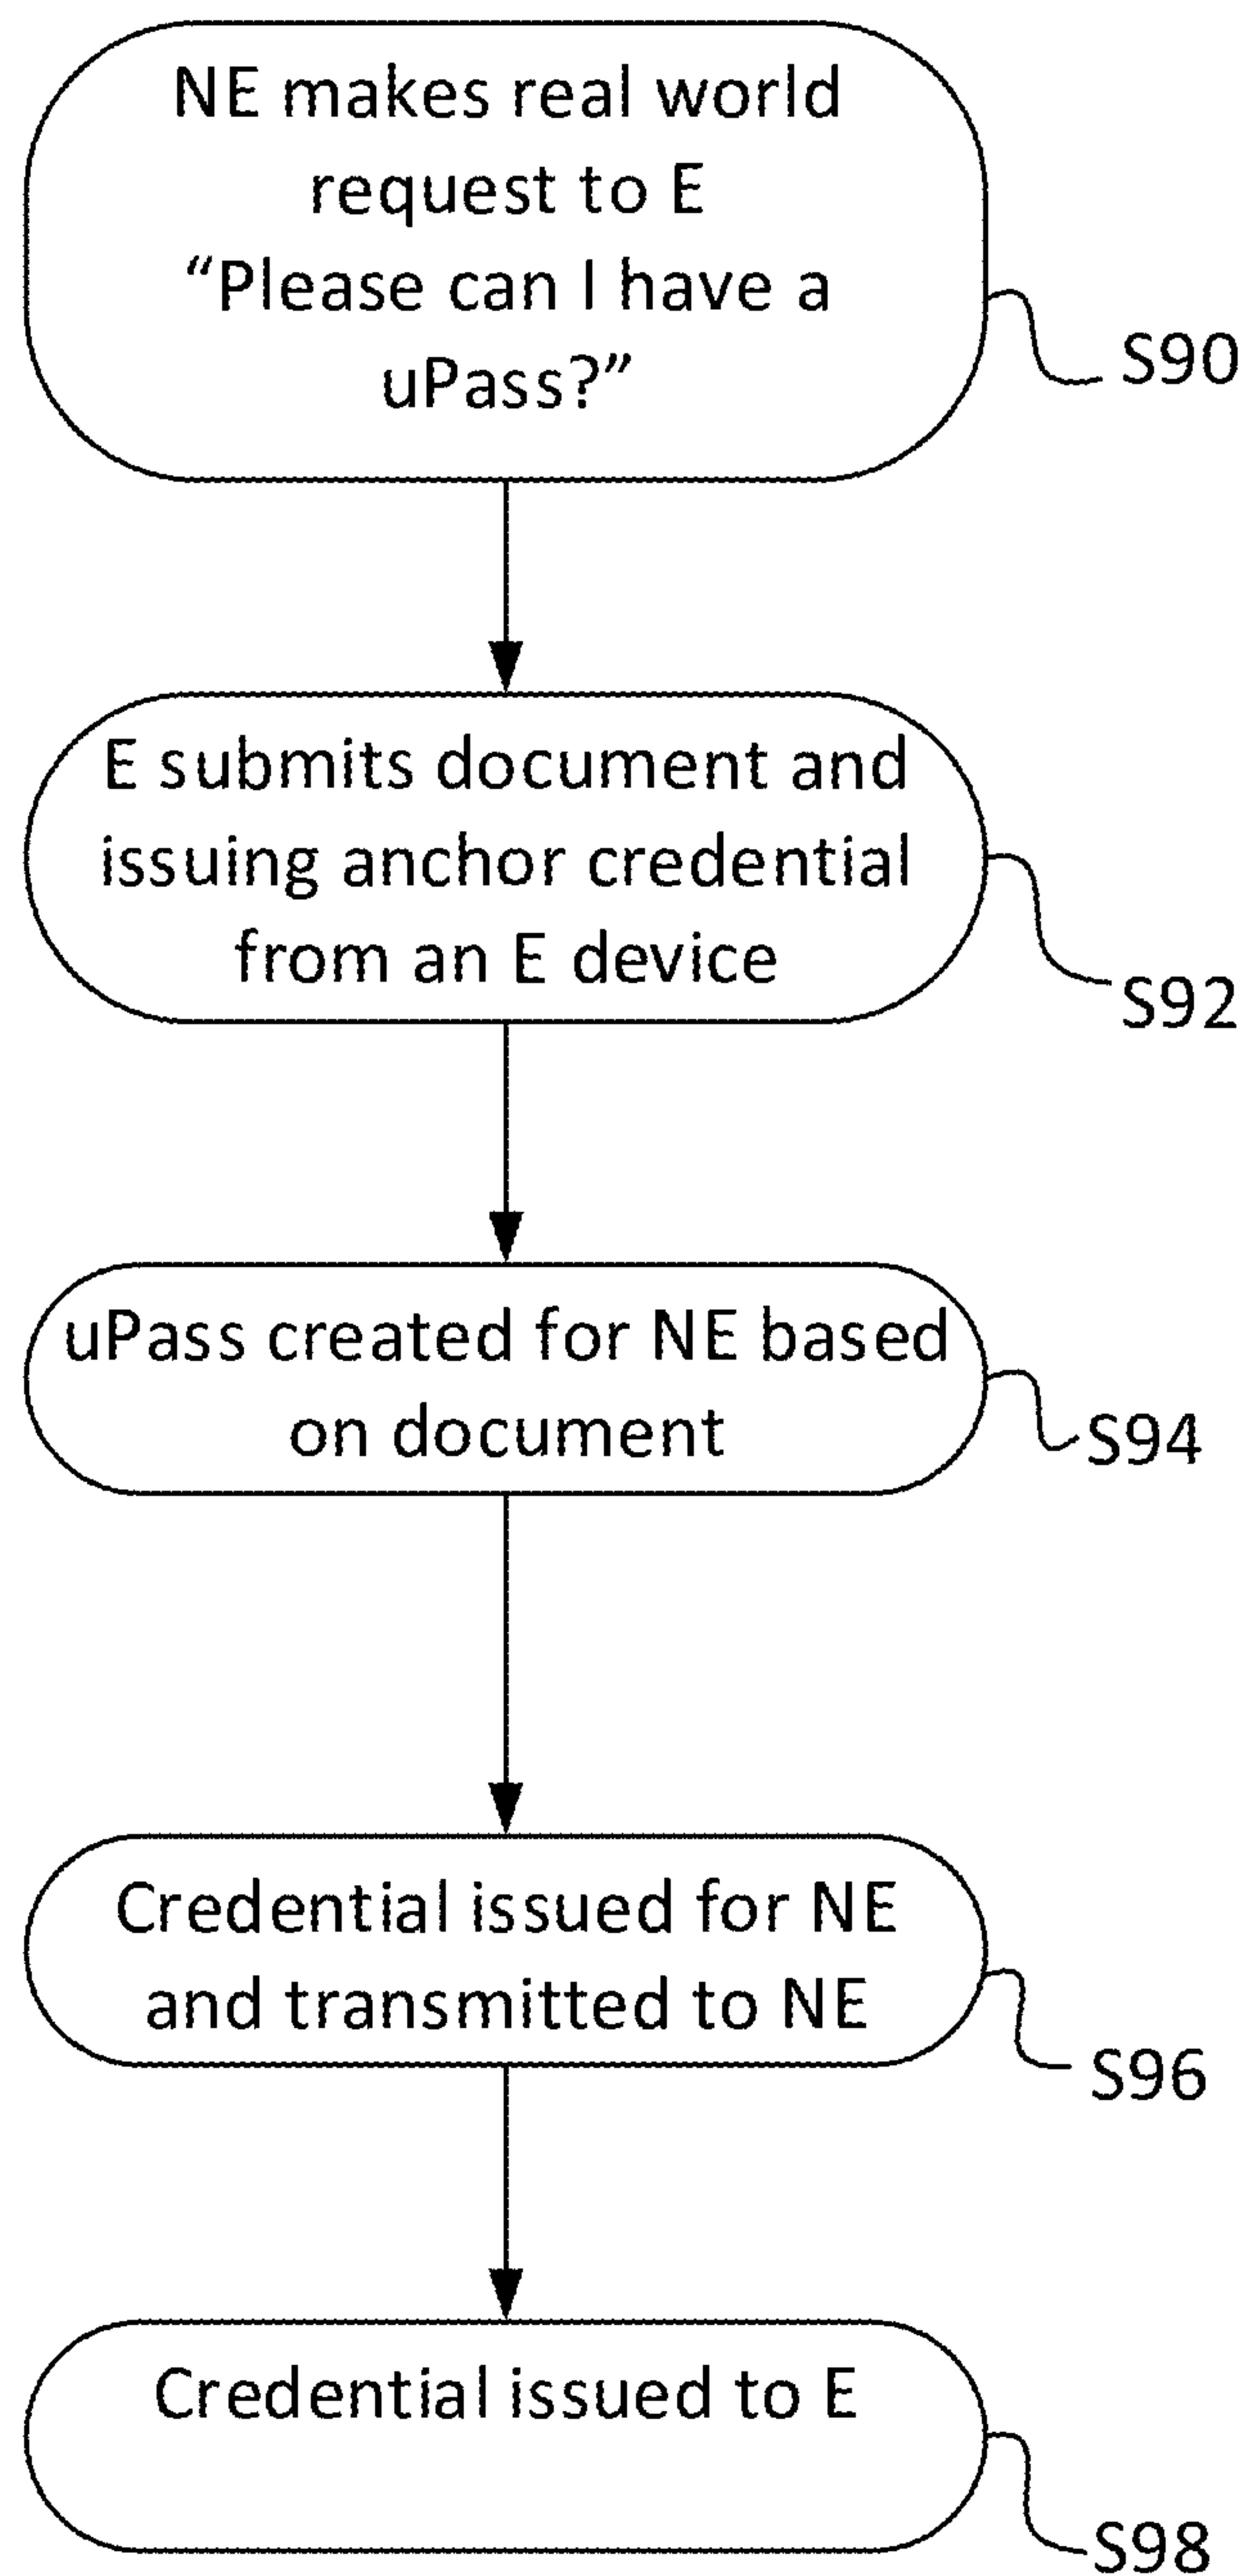 NE makes real world
request to E
“Please can I have a
uPass?”
S90
E submits document and
issuing anchor credential
from an E device
S92
uPass created for NE based
on document
S94
Credential issued for NE
and transmitted to NE
S96
Credential issued to E
S98